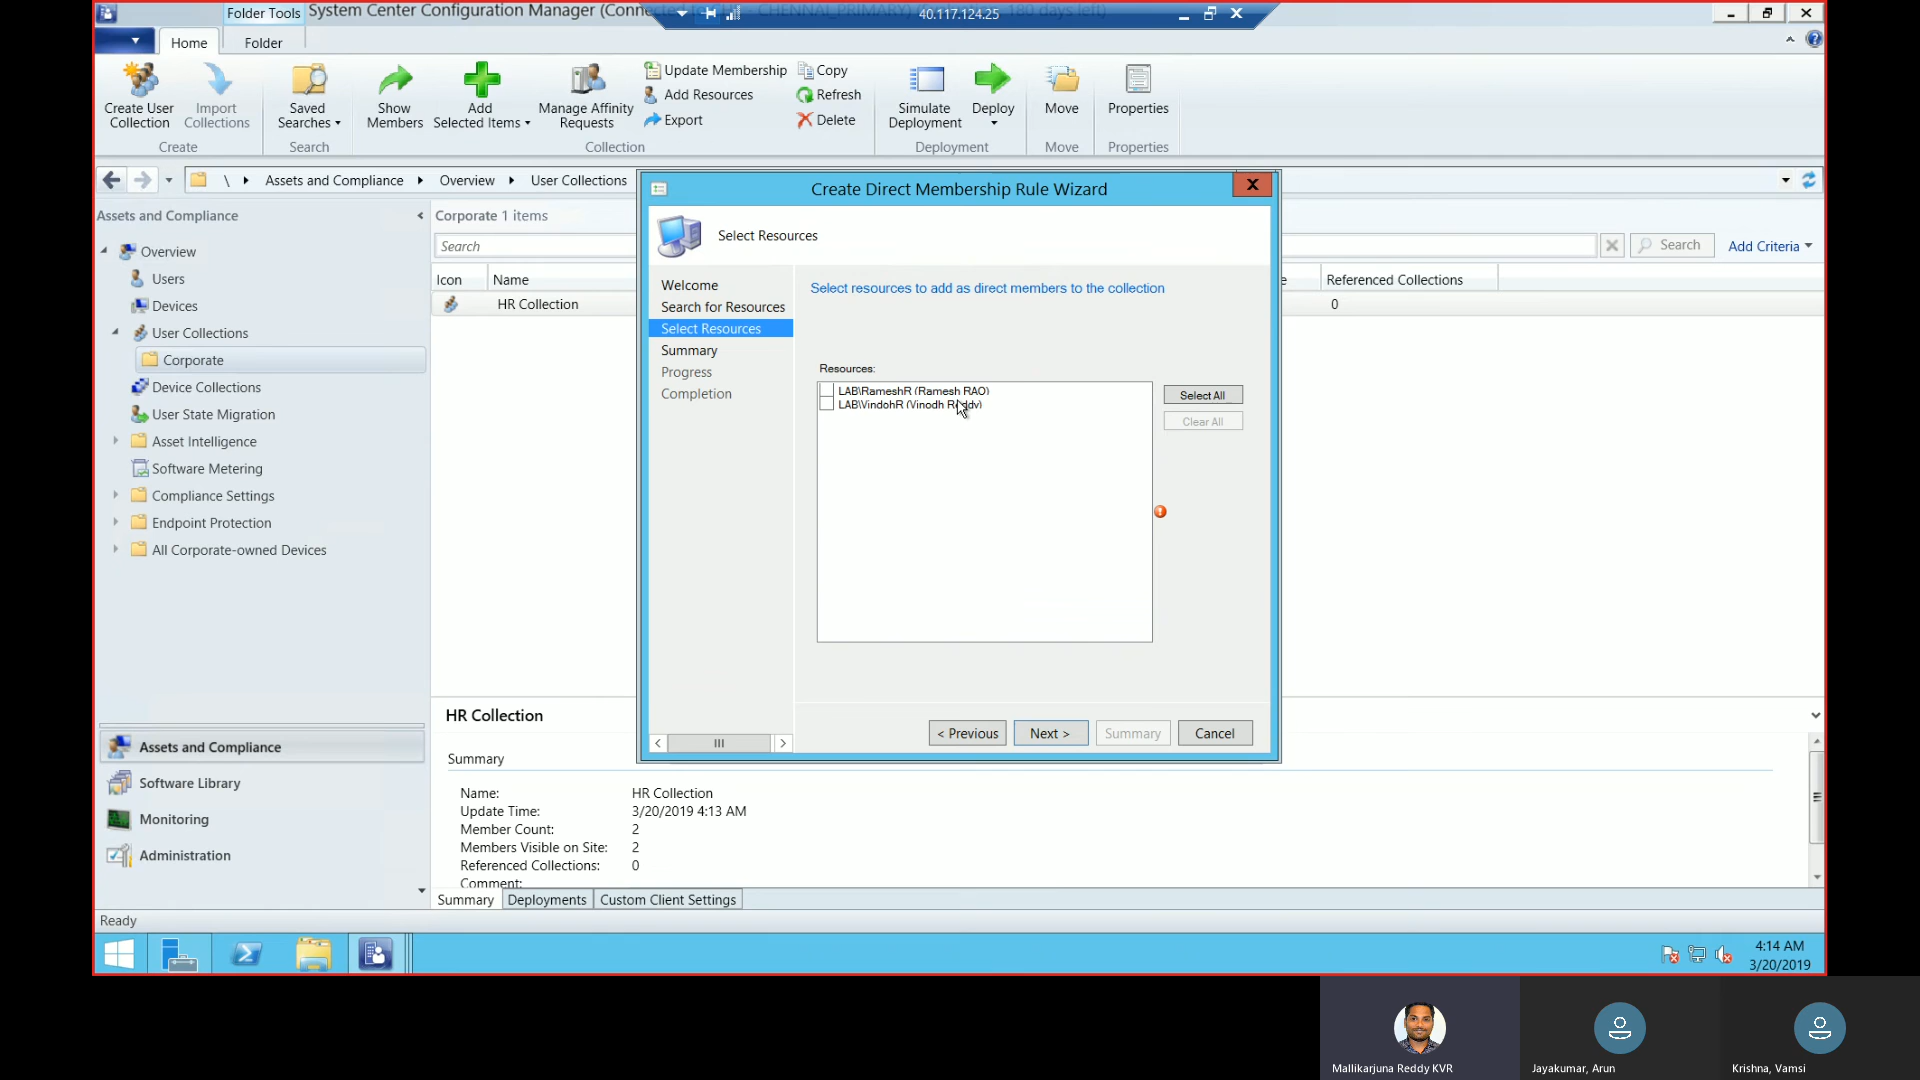 Folder Tools System Center Configuration Manager (Connected - CHENNAI_PRIMARY) 180 days left)
40.117.124.25
Home Folder
Create User Collection
Import Collections
Saved Searches
Show Members
Add Selected Items
Manage Affinity Requests
Update Membership
Add Resources
Export
Copy
Refresh
Delete
Simulate Deployment
Deploy
Move
Properties
Create Search Collection Deployment Move Properties
\ Assets and Compliance Overview User Collections
Assets and Compliance
Overview
Users
Devices
User Collections
Corporate
Device Collections
User State Migration
Asset Intelligence
Software Metering
Compliance Settings
Endpoint Protection
All Corporate-owned Devices
Assets and Compliance
Software Library
Monitoring
Administration
Corporate 1 items
Search
Search Add Criteria
Icon Name Referenced Collections
HR Collection 0
Create Direct Membership Rule Wizard
Select Resources
Welcome
Search for Resources
Select Resources
Summary
Progress
Completion
Select resources to add as direct members to the collection
Resources:
LAB\RameshR (Ramesh RAO)
LAB\VindohR (Vinodh Reddy)
Select All
Clear All
< Previous Next > Summary Cancel
HR Collection
Summary
Name: HR Collection
Update Time: 3/20/2019 4:13 AM
Member Count: 2
Members Visible on Site: 2
Referenced Collections: 0
Comment:
Summary Deployments Custom Client Settings
Ready
4:14 AM
3/20/2019
Mallikarjuna Reddy KVR Jayakumar, Arun Krishna, Vamsi